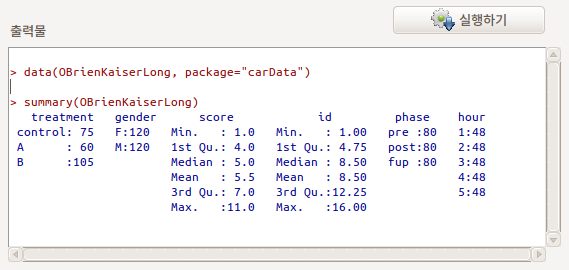 실행하기
출력물
> data(OBrienKaiserLong, package="carData")
> summary(OBrienKaiserLong)
treatment gender score id phase hour
control: 75 F:120 Min. : 1.0 Min. : 1.00 pre :80 1:48
A : 60 M:120 1st Qu.: 4.0 1st Qu.: 4.75 post:80 2:48
B :105 Median : 5.0 Median : 8.50 fup :80 3:48
Mean : 5.5 Mean : 8.50 4:48
3rd Qu.: 7.0 3rd Qu.:12.25 5:48
Max. :11.0 Max. :16.00